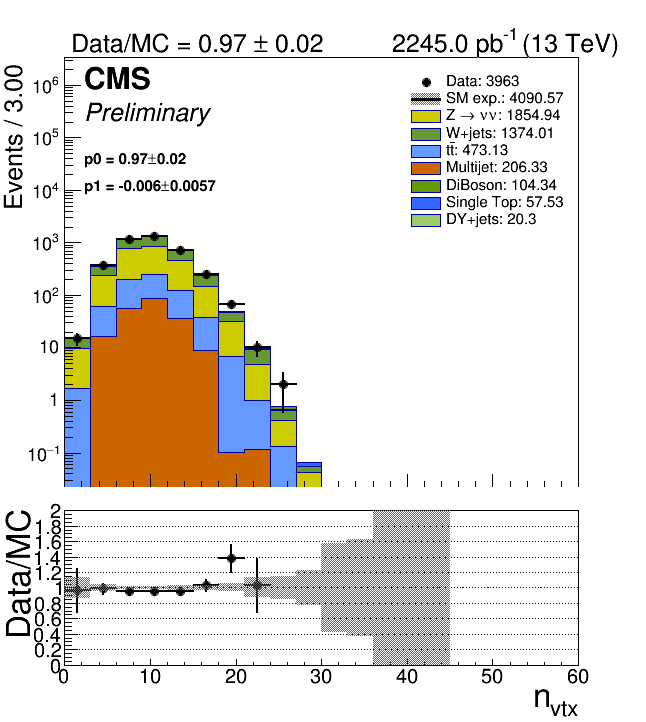 Data/MC = 0.97 ± 0.02 2245.0 pb⁻¹ (13 TeV)
Events / 3.00
CMS
Preliminary
p0 = 0.97±0.02
p1 = -0.006±0.0057
Data: 3963
SM exp.: 4090.57
Z → νν: 1854.94
W+jets: 1374.01
tt̄: 473.13
Multijet: 206.33
DiBoson: 104.34
Single Top: 57.53
DY+jets: 20.3
10⁶
10⁵
10⁴
10³
10²
10
1
10⁻¹
Data/MC
2
1.8
1.6
1.4
1.2
1
0.8
0.6
0.4
0.2
0
0 10 20 30 40 50 60
n_vtx